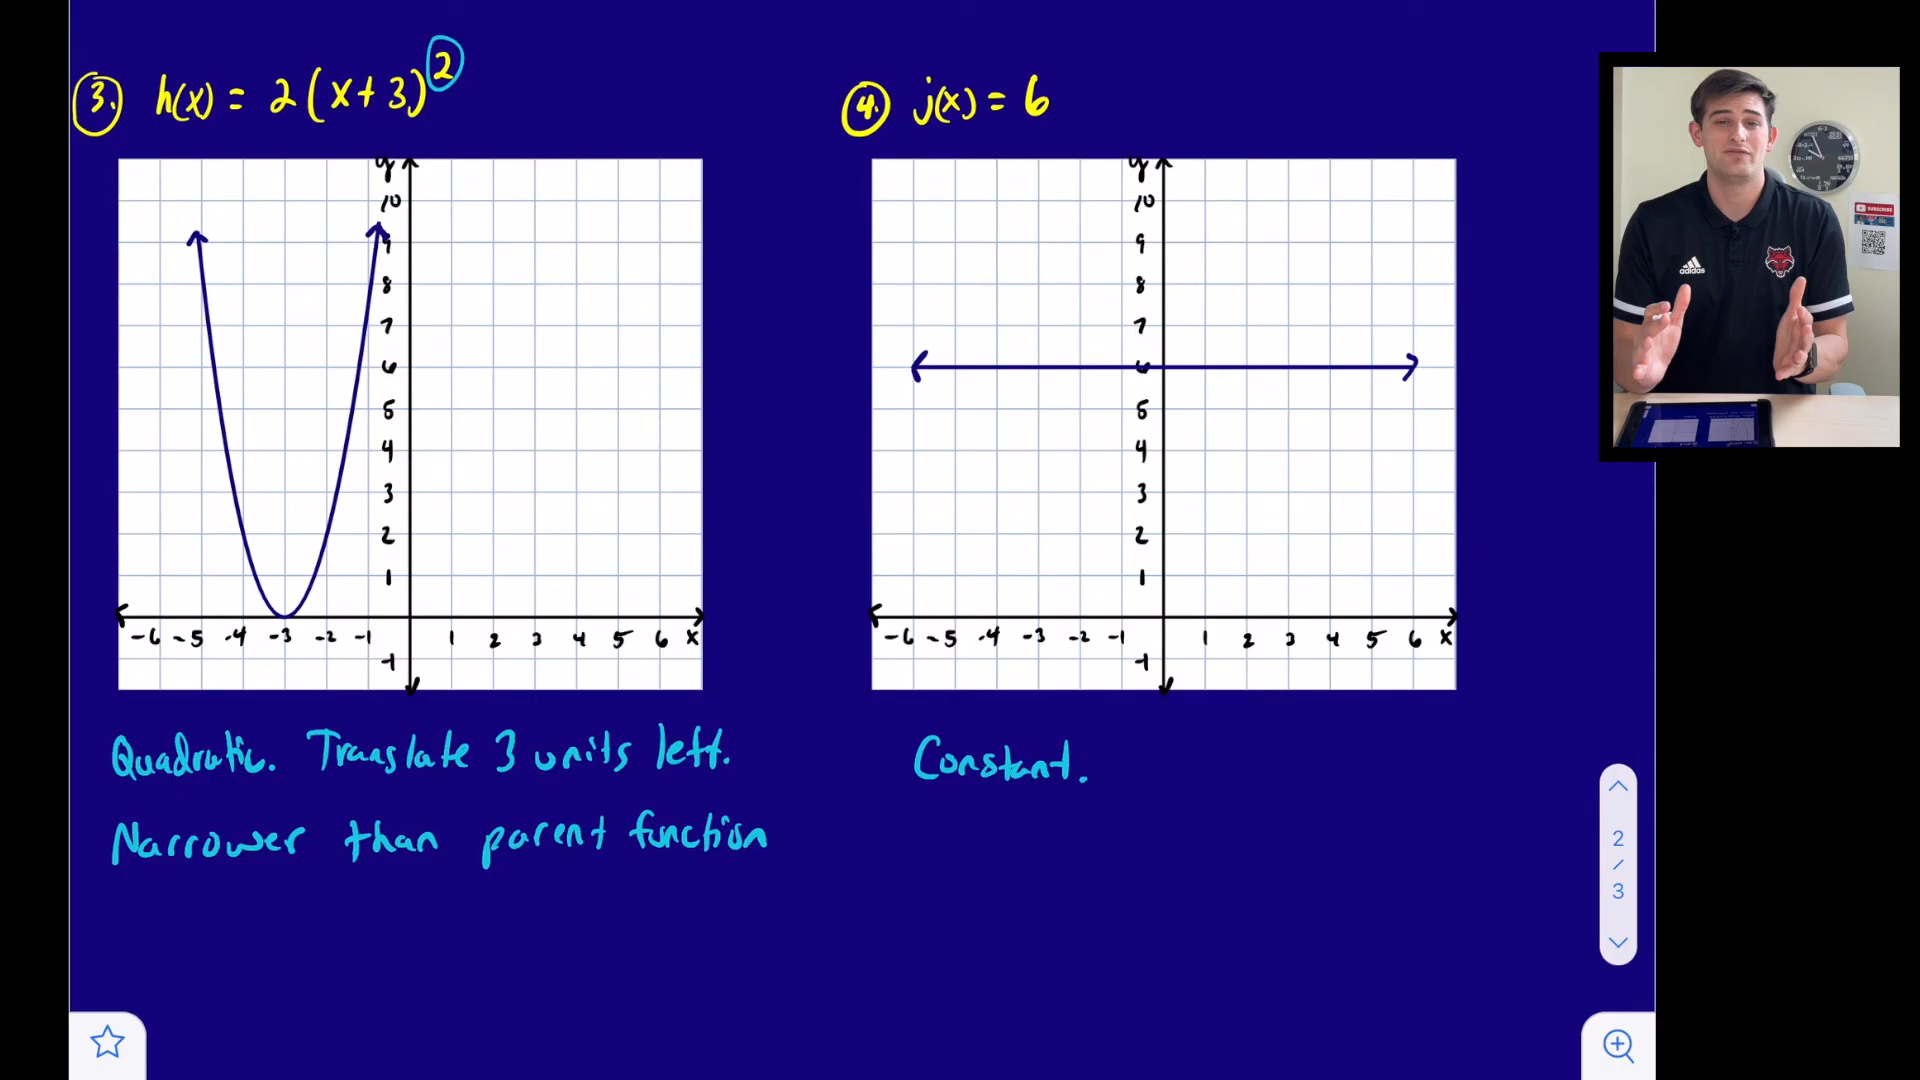 3. h(x) = 2(x+3)^2
4. j(x) = 6
y
10
9
8
7
6
5
4
3
2
1
-6 -5 -4 -3 -2 -1 1 2 3 4 5 6 x
-1
y
10
9
8
7
6
5
4
3
2
1
-6 -5 -4 -3 -2 -1 1 2 3 4 5 6 x
-1
Quadratic. Translate 3 units left.
Narrower than parent function
Constant.
adidas
SUBSCRIBE
2
/
3